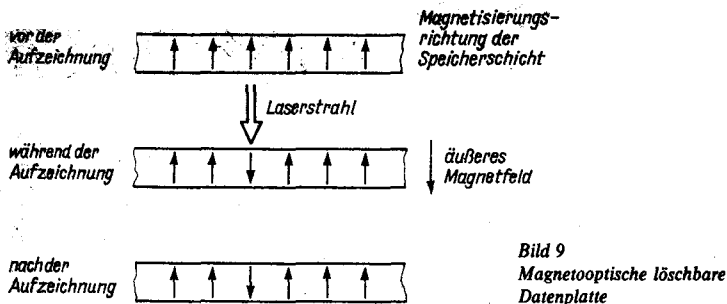 vor der
Aufzeichnung
Magnetisierungs-
richtung der
Speicherschicht
Laserstrahl
während der
Aufzeichnung
äußeres
Magnetfeld
nach der
Aufzeichnung
Bild 9
Magnetooptische löschbare
Datenplatte